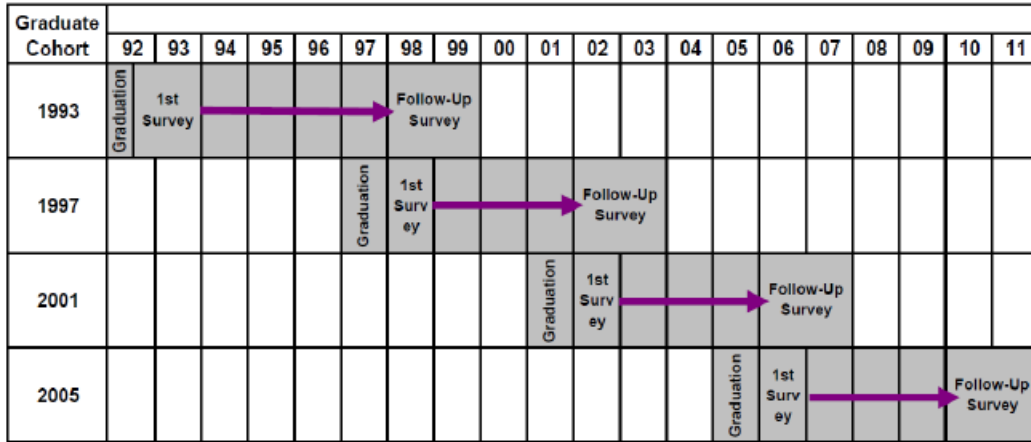 Graduate
Cohort
92 93 94 95 96 97 98 99 00 01 02 03 04 05 06 07 08 09 10 11
1993
Graduation
1st
Survey
Follow-Up
Survey
1997
Graduation
1st
Surv
ey
Follow-Up
Survey
2001
Graduation
1st
Surv
ey
Follow-Up
Survey
2005
Graduation
1st
Surv
ey
Follow-Up
Survey